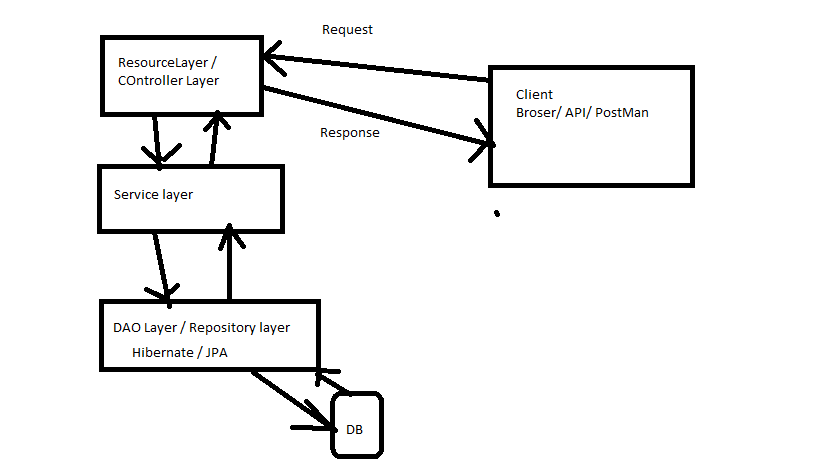 Request
ResourceLayer /
COntroller Layer
Client
Broser/ API/ PostMan
Response
Service layer
DAO Layer / Repository layer
Hibernate / JPA
DB